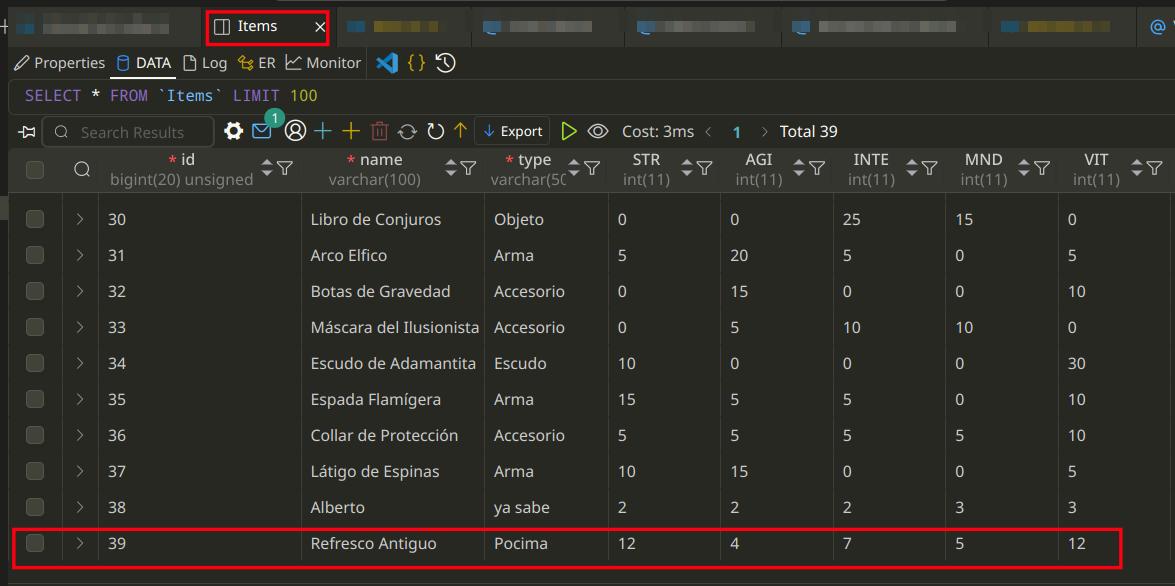 Items
Properties DATA Log ER Monitor
SELECT * FROM `Items` LIMIT 100
Search Results 1 Export Cost: 3ms 1 Total 39
* id * name * type STR AGI INTE MND VIT
bigint(20) unsigned varchar(100) varchar(50 int(11) int(11) int(11) int(11) int(11)
30 Libro de Conjuros Objeto 0 0 25 15 0
31 Arco Elfico Arma 5 20 5 0 5
32 Botas de Gravedad Accesorio 0 15 0 0 10
33 Máscara del Ilusionista Accesorio 0 5 10 10 0
34 Escudo de Adamantita Escudo 10 0 0 0 30
35 Espada Flamígera Arma 15 5 5 0 10
36 Collar de Protección Accesorio 5 5 5 5 10
37 Látigo de Espinas Arma 10 15 0 0 5
38 Alberto ya sabe 2 2 2 3 3
39 Refresco Antiguo Pocima 12 4 7 5 12